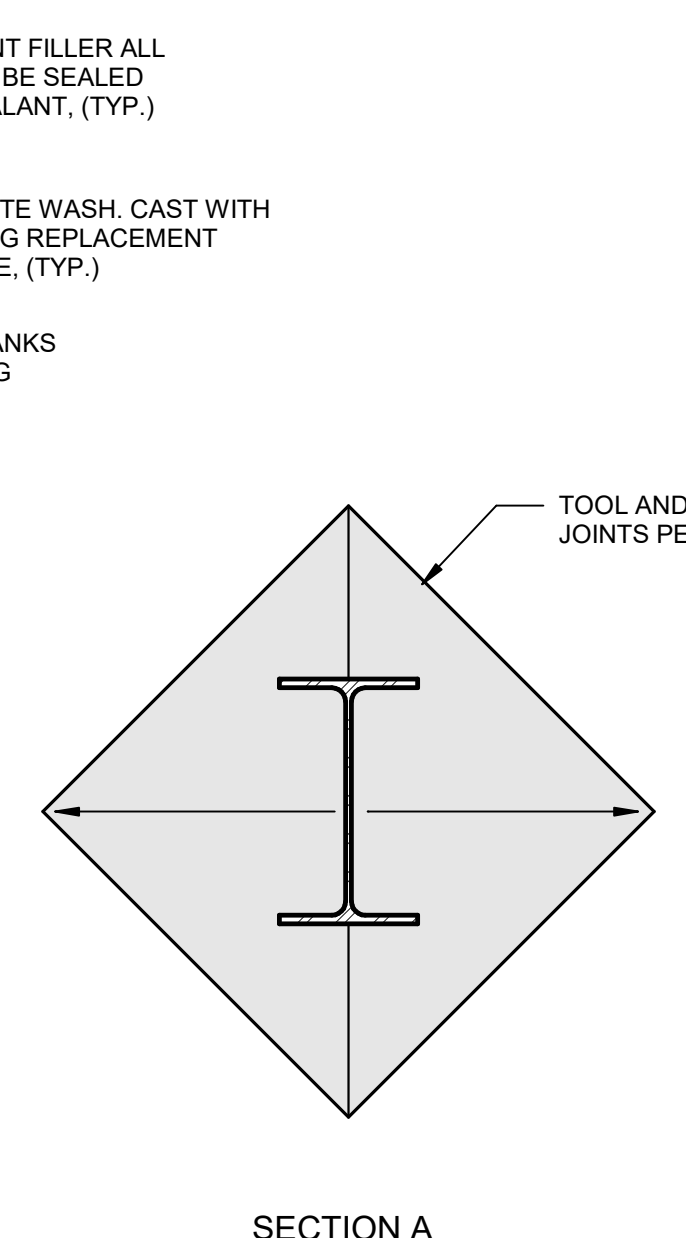 NT FILLER ALL
BE SEALED
ALANT, (TYP.)
TE WASH. CAST WITH
G REPLACEMENT
E, (TYP.)
ANKS
G
TOOL AND
JOINTS PE
SECTION A